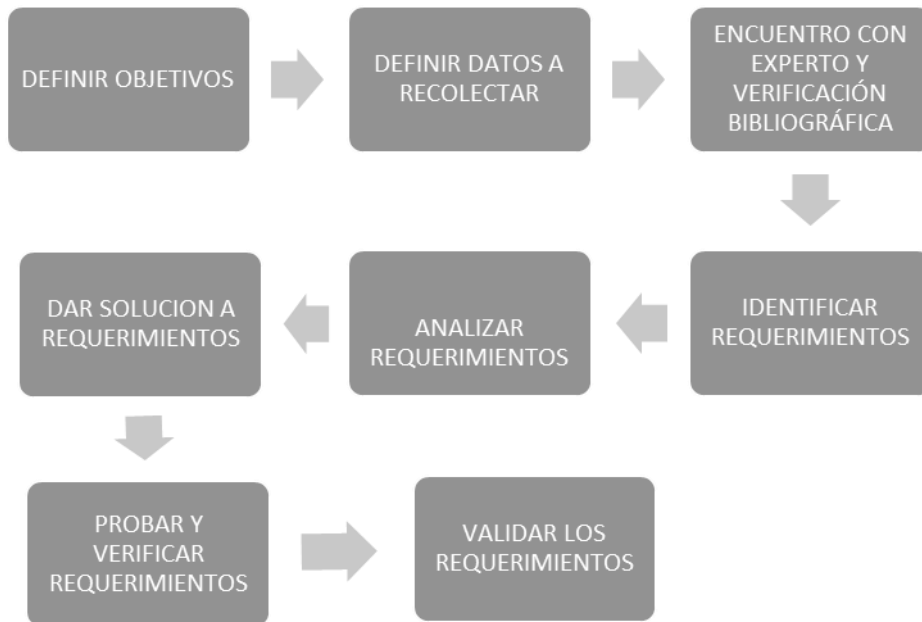 DEFINIR OBJETIVOS
DEFINIR DATOS A
RECOLECTAR
ENCUENTRO CON
EXPERTO Y
VERIFICACIÓN
BIBLIOGRÁFICA
IDENTIFICAR
REQUERIMIENTOS
ANALIZAR
REQUERIMIENTOS
DAR SOLUCION A
REQUERIMIENTOS
PROBAR Y
VERIFICAR
REQUERIMIENTOS
VALIDAR LOS
REQUERIMIENTOS